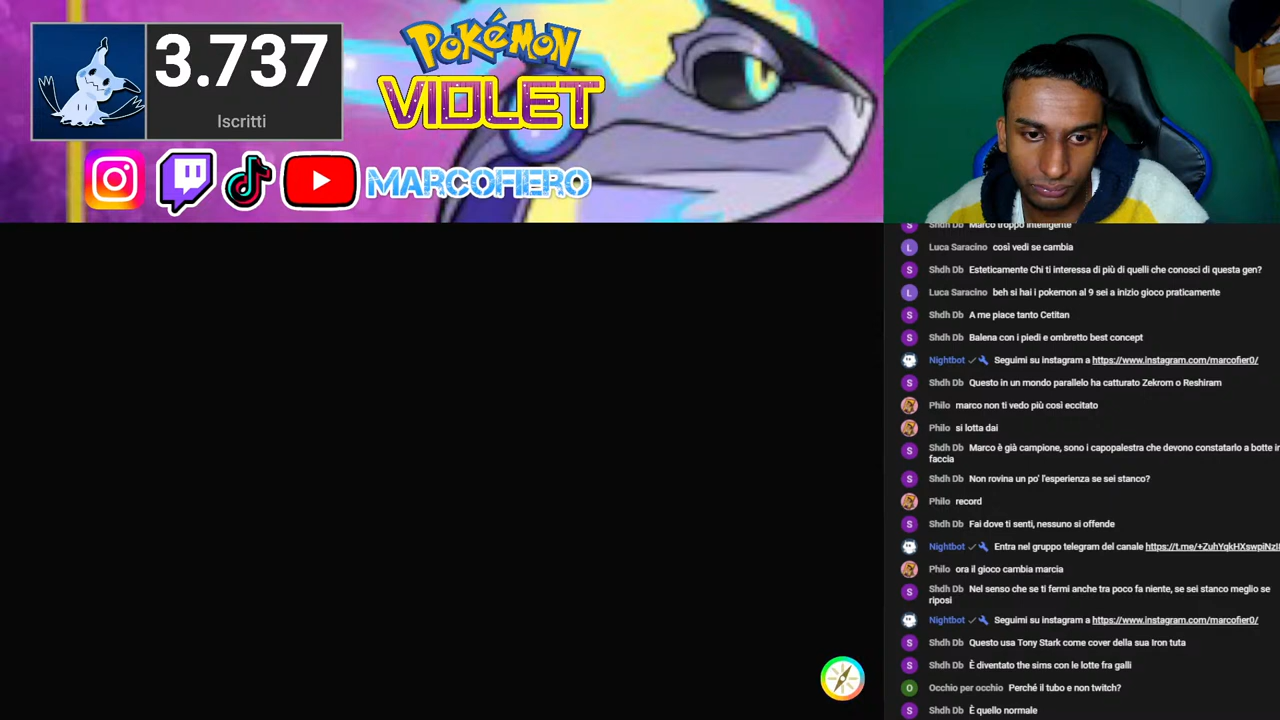 3.737
Iscritti
POKÉMON
VIOLET
MARCOFIERO
Shdh Db Marco troppo intelligente
Luca Saracino così vedi se cambia
Shdh Db Esteticamente Chi ti interessa di più di quelli che conosci di questa gen?
Luca Saracino beh si hai i pokemon al 9 sei a inizio gioco praticamente
Shdh Db A me piace tanto Cetitan
Shdh Db Balena con i piedi e ombretto best concept
Nightbot Seguimi su instagram a https://www.instagram.com/marcofier0/
Shdh Db Questo in un mondo parallelo ha catturato Zekrom o Reshiram
Philo marco non ti vedo più così eccitato
Philo si lotta dai
Shdh Db Marco è già campione, sono i capopalestra che devono constatarlo a botte in
faccia
Shdh Db Non rovina un po' l'esperienza se sei stanco?
Philo record
Shdh Db Fai dove ti senti, nessuno si offende
Nightbot Entra nel gruppo telegram del canale
Philo ora il gioco cambia marcia
Shdh Db Nel senso che se ti fermi anche tra poco fa niente, se sei stanco meglio se
riposi
Nightbot Seguimi su instagram a https://www.instagram.com/marcofier0/
Shdh Db Questo usa Tony Stark come cover della sua Iron tuta
Shdh Db È diventato the sims con le lotte fra galli
Occhio per occhio Perché il tubo e non twitch?
Shdh Db È quello normale